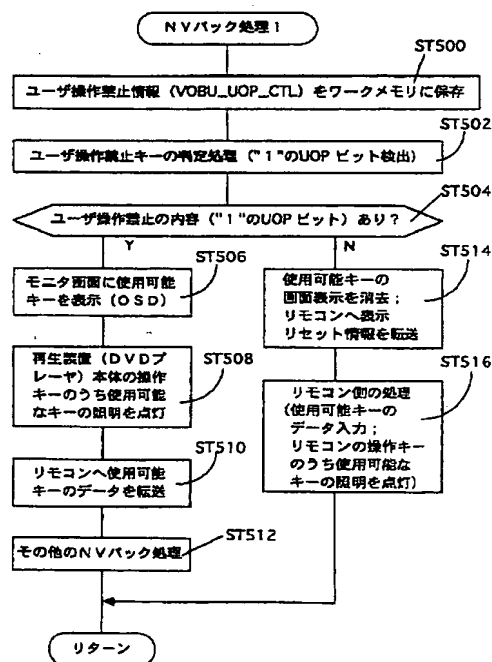 NVパック処理1
ST500
ユーザ操作禁止情報(VOBU_UOP_CTL)をワークメモリに保存
ST502
ユーザ操作禁止キーの判定処理("1"のUOP ビット検出)
ST504
ユーザ操作禁止の内容("1"のUOP ビット)あり?
Y
N
ST506
モニタ画面に使用可能
キーを表示(OSD)
ST508
再生装置(DVDプ
レーヤ)本体の操作
キーのうち使用可能
なキーの照明を点灯
ST510
リモコンへ使用可能
キーのデータを転送
ST512
その他のNVパック処理
ST514
使用可能キーの
画面表示を消去;
リモコンへ表示
リセット情報を転送
ST516
リモコン側の処理
(使用可能キーの
データ入力;
リモコンの操作キー
のうち使用可能な
キーの照明を点灯)
リターン